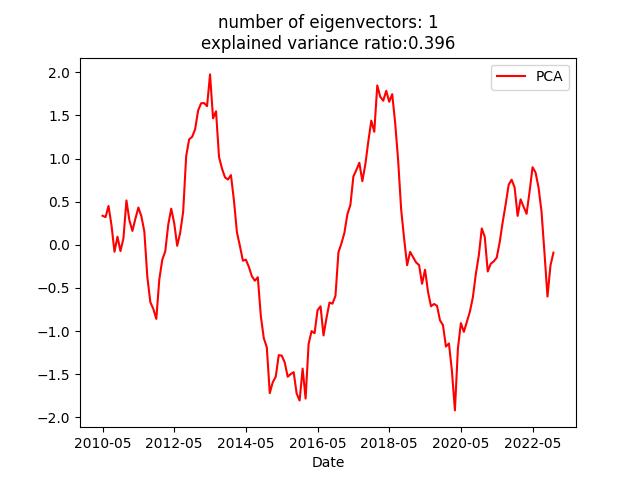 number of eigenvectors: 1
explained variance ratio:0.396
PCA
2.0
1.5
1.0
0.5
0.0
−0.5
−1.0
−1.5
−2.0
2010-05 2012-05 2014-05 2016-05 2018-05 2020-05 2022-05
Date